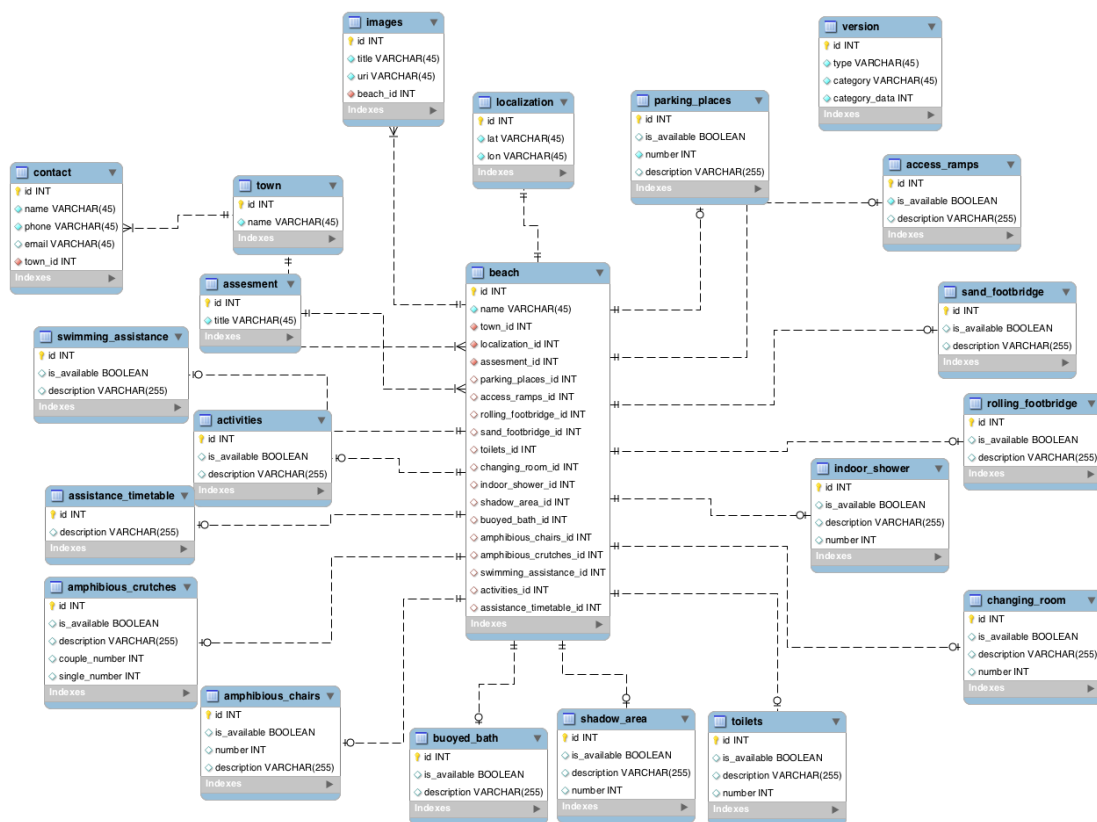 images
id INT
title VARCHAR(45)
uri VARCHAR(45)
beach_id INT
Indexes
version
id INT
type VARCHAR(45)
category VARCHAR(45)
category_data INT
Indexes
localization
id INT
lat VARCHAR(45)
lon VARCHAR(45)
Indexes
parking_places
id INT
is_available BOOLEAN
number INT
description VARCHAR(255)
Indexes
contact
id INT
name VARCHAR(45)
phone VARCHAR(45)
email VARCHAR(45)
town_id INT
Indexes
town
id INT
name VARCHAR(45)
Indexes
access_ramps
id INT
is_available BOOLEAN
description VARCHAR(255)
Indexes
assesment
id INT
title VARCHAR(45)
Indexes
beach
id INT
name VARCHAR(45)
town_id INT
localization_id INT
assesment_id INT
parking_places_id INT
access_ramps_id INT
rolling_footbridge_id INT
sand_footbridge_id INT
toilets_id INT
changing_room_id INT
indoor_shower_id INT
shadow_area_id INT
buoyed_bath_id INT
amphibious_chairs_id INT
amphibious_crutches_id INT
swimming_assistance_id INT
activities_id INT
assistance_timetable_id INT
Indexes
sand_footbridge
id INT
is_available BOOLEAN
description VARCHAR(255)
Indexes
swimming_assistance
id INT
is_available BOOLEAN
description VARCHAR(255)
Indexes
rolling_footbridge
id INT
is_available BOOLEAN
description VARCHAR(255)
Indexes
activities
id INT
is_available BOOLEAN
description VARCHAR(255)
Indexes
indoor_shower
id INT
is_available BOOLEAN
description VARCHAR(255)
number INT
Indexes
assistance_timetable
id INT
description VARCHAR(255)
Indexes
amphibious_crutches
id INT
is_available BOOLEAN
description VARCHAR(255)
couple_number INT
single_number INT
Indexes
changing_room
id INT
is_available BOOLEAN
description VARCHAR(255)
number INT
Indexes
amphibious_chairs
id INT
is_available BOOLEAN
number INT
description VARCHAR(255)
Indexes
buoyed_bath
id INT
is_available BOOLEAN
description VARCHAR(255)
Indexes
shadow_area
id INT
is_available BOOLEAN
description VARCHAR(255)
number INT
Indexes
toilets
id INT
is_available BOOLEAN
description VARCHAR(255)
number INT
Indexes